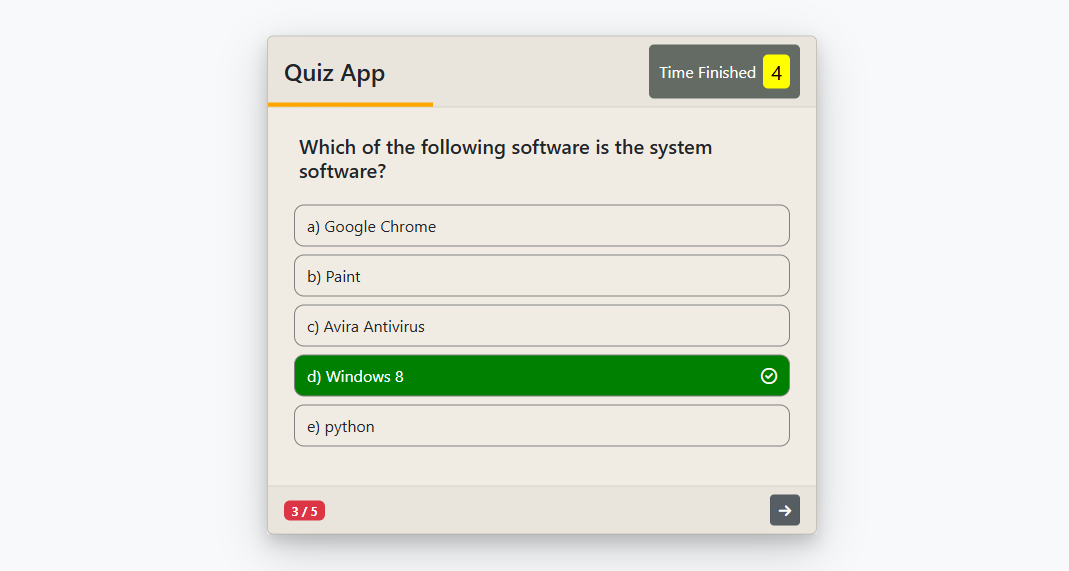 Quiz App
Time Finished 4
Which of the following software is the system
software?
a) Google Chrome
b) Paint
c) Avira Antivirus
d) Windows 8
e) python
3 / 5